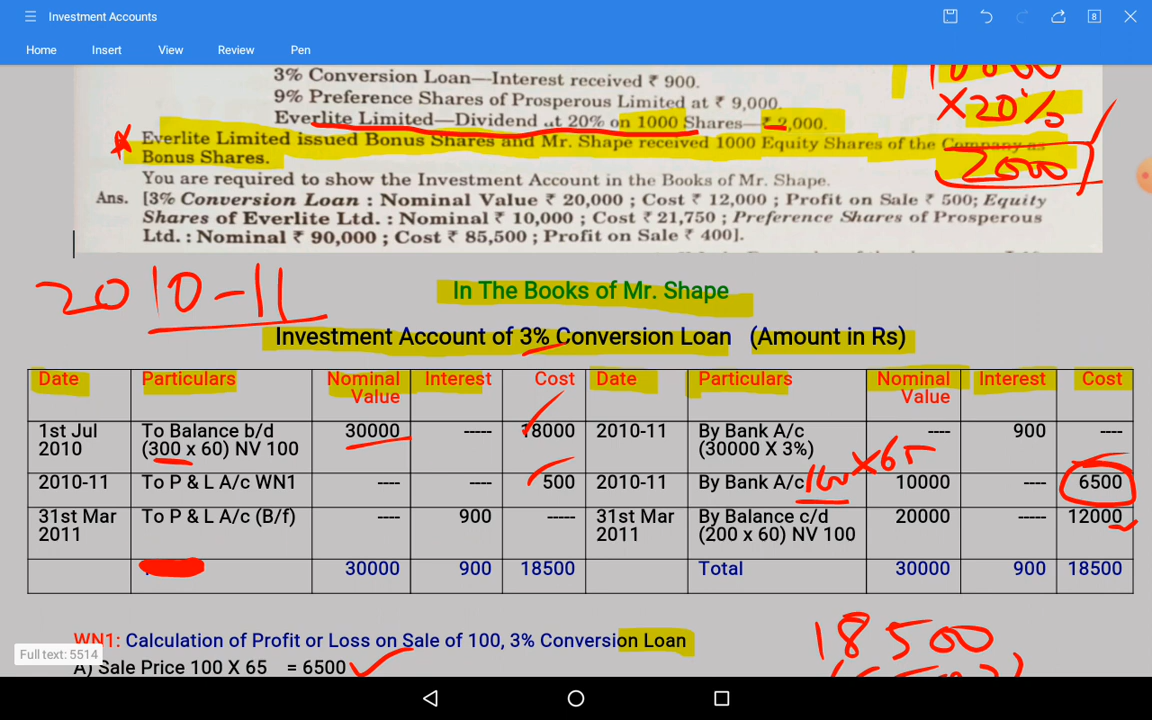 Investment Accounts
8
Home Insert View Review Pen
3% Conversion Loan—Interest received ₹ 900.
9% Preference Shares of Prosperous Limited at ₹ 9,000.
Everlite Limited—Dividend at 20% on 1000 Shares—₹ 2,000.
Everlite Limited issued Bonus Shares and Mr. Shape received 1000 Equity Shares of the Company as
Bonus Shares.
You are required to show the Investment Account in the Books of Mr. Shape.
Ans. [3% Conversion Loan : Nominal Value ₹ 20,000 ; Cost ₹ 12,000 ; Profit on Sale ₹ 500; Equity
Shares of Everlite Ltd. : Nominal ₹ 10,000 ; Cost ₹ 21,750 ; Preference Shares of Prosperous
Ltd. : Nominal ₹ 90,000 ; Cost ₹ 85,500 ; Profit on Sale ₹ 400].
X 20%
2000
2010-11
In The Books of Mr. Shape
Investment Account of 3% Conversion Loan (Amount in Rs)
Date Particulars Nominal Value Interest Cost Date Particulars Nominal Value Interest Cost
1st Jul 2010 To Balance b/d (300 x 60) NV 100 30000 ----- 18000 2010-11 By Bank A/c (30000 X 3%) ---- 900 ----
2010-11 To P & L A/c WN1 ---- ---- 500 2010-11 By Bank A/c 100 X 65 10000 ---- 6500
31st Mar 2011 To P & L A/c (B/f) ---- 900 ----- 31st Mar 2011 By Balance c/d (200 x 60) NV 100 20000 ----- 12000
30000 900 18500 Total 30000 900 18500
WN1: Calculation of Profit or Loss on Sale of 100, 3% Conversion Loan
18500
Full text: 5514
A) Sale Price 100 X 65 = 6500